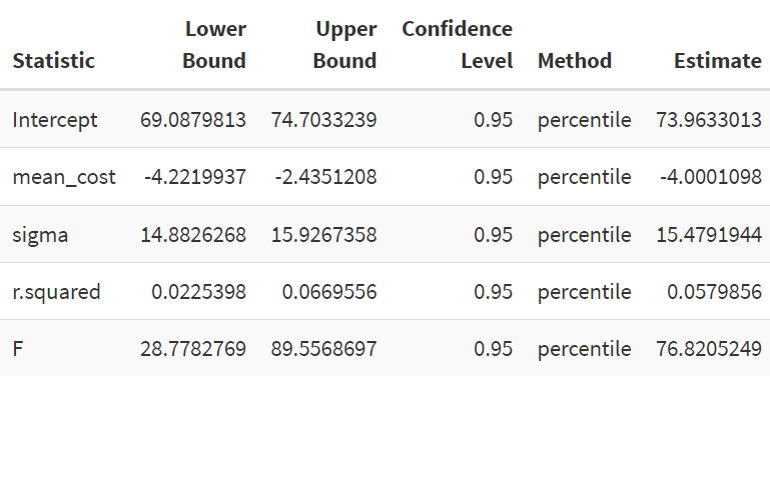 Lower Upper Confidence
Statistic Bound Bound Level Method Estimate
Intercept 69.0879813 74.7033239 0.95 percentile 73.9633013
mean_cost -4.2219937 -2.4351208 0.95 percentile -4.0001098
sigma 14.8826268 15.9267358 0.95 percentile 15.4791944
r.squared 0.0225398 0.0669556 0.95 percentile 0.0579856
F 28.7782769 89.5568697 0.95 percentile 76.8205249